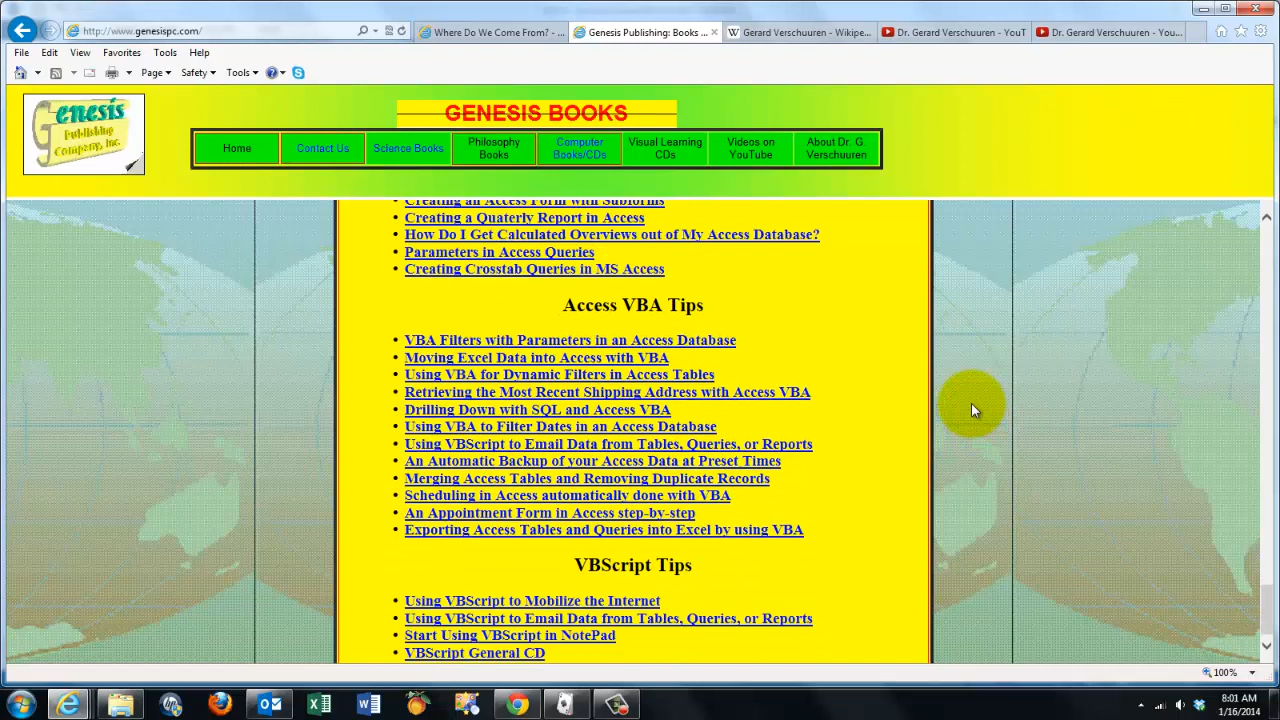 http://www.genesispc.com/
Where Do We Come From? - ...
Genesis Publishing: Books ...
Gerard Verschuuren - Wikipe...
Dr. Gerard Verschuuren - YouT
Dr. Gerard Verschuuren - You...
File Edit View Favorites Tools Help
Page Safety Tools
Genesis
Publishing
Company, Inc.
GENESIS BOOKS
Home
Contact Us
Science Books
Philosophy
Books
Computer
Books/CDs
Visual Learning
CDs
Videos on
YouTube
About Dr. G.
Verschuuren
Creating an Access Form with Subforms
Creating a Quaterly Report in Access
How Do I Get Calculated Overviews out of My Access Database?
Parameters in Access Queries
Creating Crosstab Queries in MS Access
Access VBA Tips
VBA Filters with Parameters in an Access Database
Moving Excel Data into Access with VBA
Using VBA for Dynamic Filters in Access Tables
Retrieving the Most Recent Shipping Address with Access VBA
Drilling Down with SQL and Access VBA
Using VBA to Filter Dates in an Access Database
Using VBScript to Email Data from Tables, Queries, or Reports
An Automatic Backup of your Access Data at Preset Times
Merging Access Tables and Removing Duplicate Records
Scheduling in Access automatically done with VBA
An Appointment Form in Access step-by-step
Exporting Access Tables and Queries into Excel by using VBA
VBScript Tips
Using VBScript to Mobilize the Internet
Using VBScript to Email Data from Tables, Queries, or Reports
Start Using VBScript in NotePad
VBScript General CD
100%
8:01 AM
1/16/2014